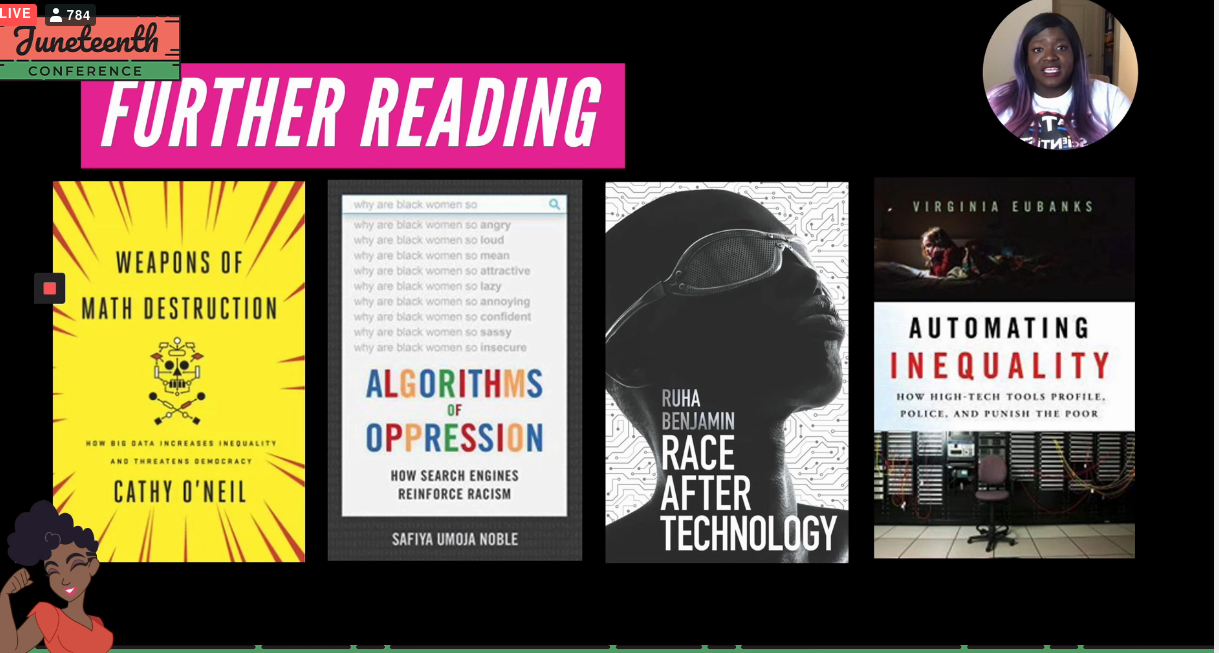 LIVE 784
Juneteenth
CONFERENCE
FURTHER READING
WEAPONS OF
MATH DESTRUCTION
HOW BIG DATA INCREASES INEQUALITY
AND THREATENS DEMOCRACY
CATHY O'NEIL
why are black women so
why are black women so angry
why are black women so loud
why are black women so mean
why are black women so attractive
why are black women so lazy
why are black women so annoying
why are black women so confident
why are black women so sassy
why are black women so insecure
ALGORITHMS
OF
OPPRESSION
HOW SEARCH ENGINES
REINFORCE RACISM
SAFIYA UMOJA NOBLE
RUHA
BENJAMIN
RACE
AFTER
TECHNOLOGY
VIRGINIA EUBANKS
AUTOMATING
INEQUALITY
HOW HIGH-TECH TOOLS PROFILE,
POLICE, AND PUNISH THE POOR